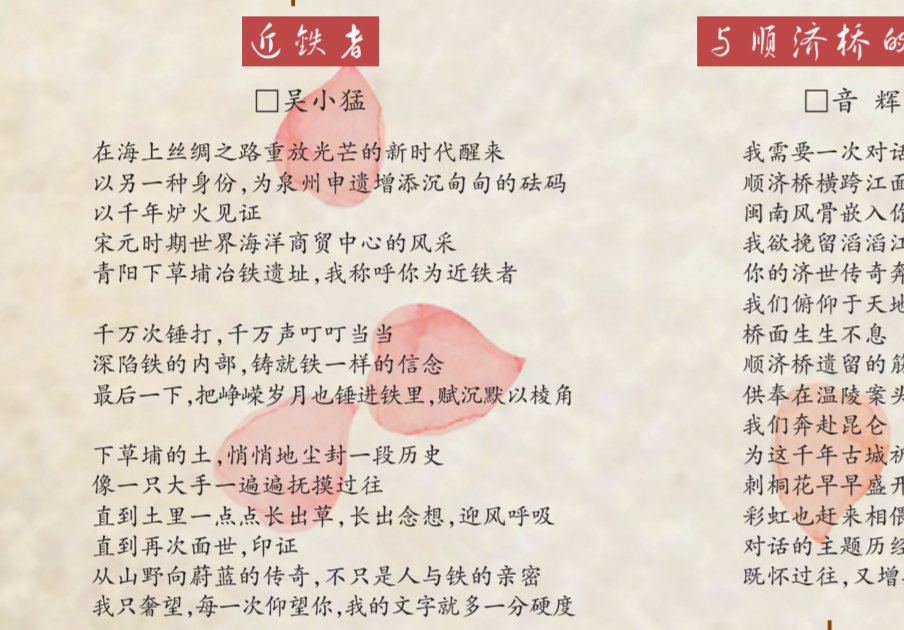 近铁者
□吴小猛
在海上丝绸之路重放光芒的新时代醒来
以另一种身份,为泉州申遗增添沉甸甸的砝码
以千年炉火见证
宋元时期世界海洋商贸中心的风采
青阳下草埔冶铁遗址,我称呼你为近铁者
千万次锤打,千万声叮叮当当
深陷铁的内部,铸就铁一样的信念
最后一下,把峥嵘岁月也锤进铁里,赋沉默以棱角
下草埔的土,悄悄地尘封一段历史
像一只大手一遍遍抚摸过往
直到土里一点点长出草,长出念想,迎风呼吸
直到再次面世,印证
从山野向蔚蓝的传奇,不只是人与铁的亲密
我只奢望,每一次仰望你,我的文字就多一分硬度
与顺济桥的
□音 辉
我需要一次对话
顺济桥横跨江面
闽南风骨嵌入你
我欲挽留滔滔江
你的济世传奇奔
我们俯仰于天地
桥面生生不息
顺济桥遗留的筋
供奉在温陵案头
我们奔赴昆仑
为这千年古城祈
刺桐花早早盛开
彩虹也赶来相偎
对话的主题历经
既怀过往,又增